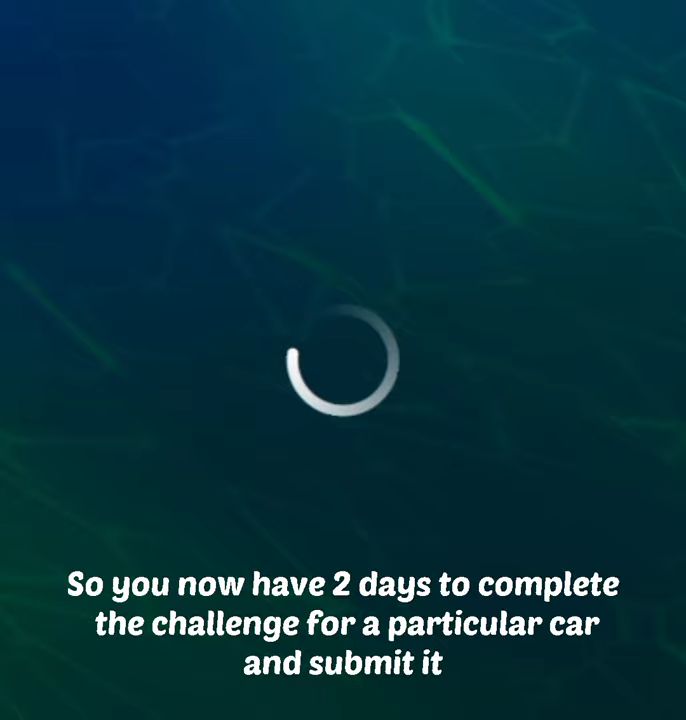 So you now have 2 days to complete
the challenge for a particular car
and submit it